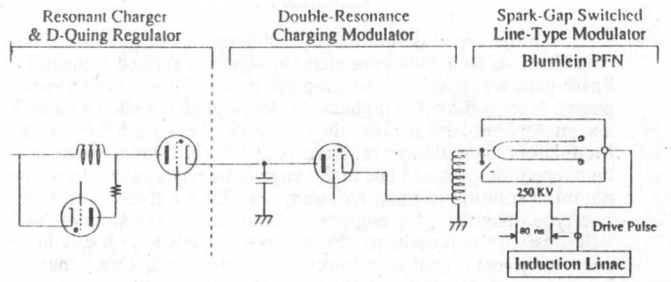 Resonant Charger
& D-Quing Regulator
Double-Resonance
Charging Modulator
Spark-Gap Switched
Line-Type Modulator
Blumlein PFN
250 KV
80 ns
Drive Pulse
Induction Linac